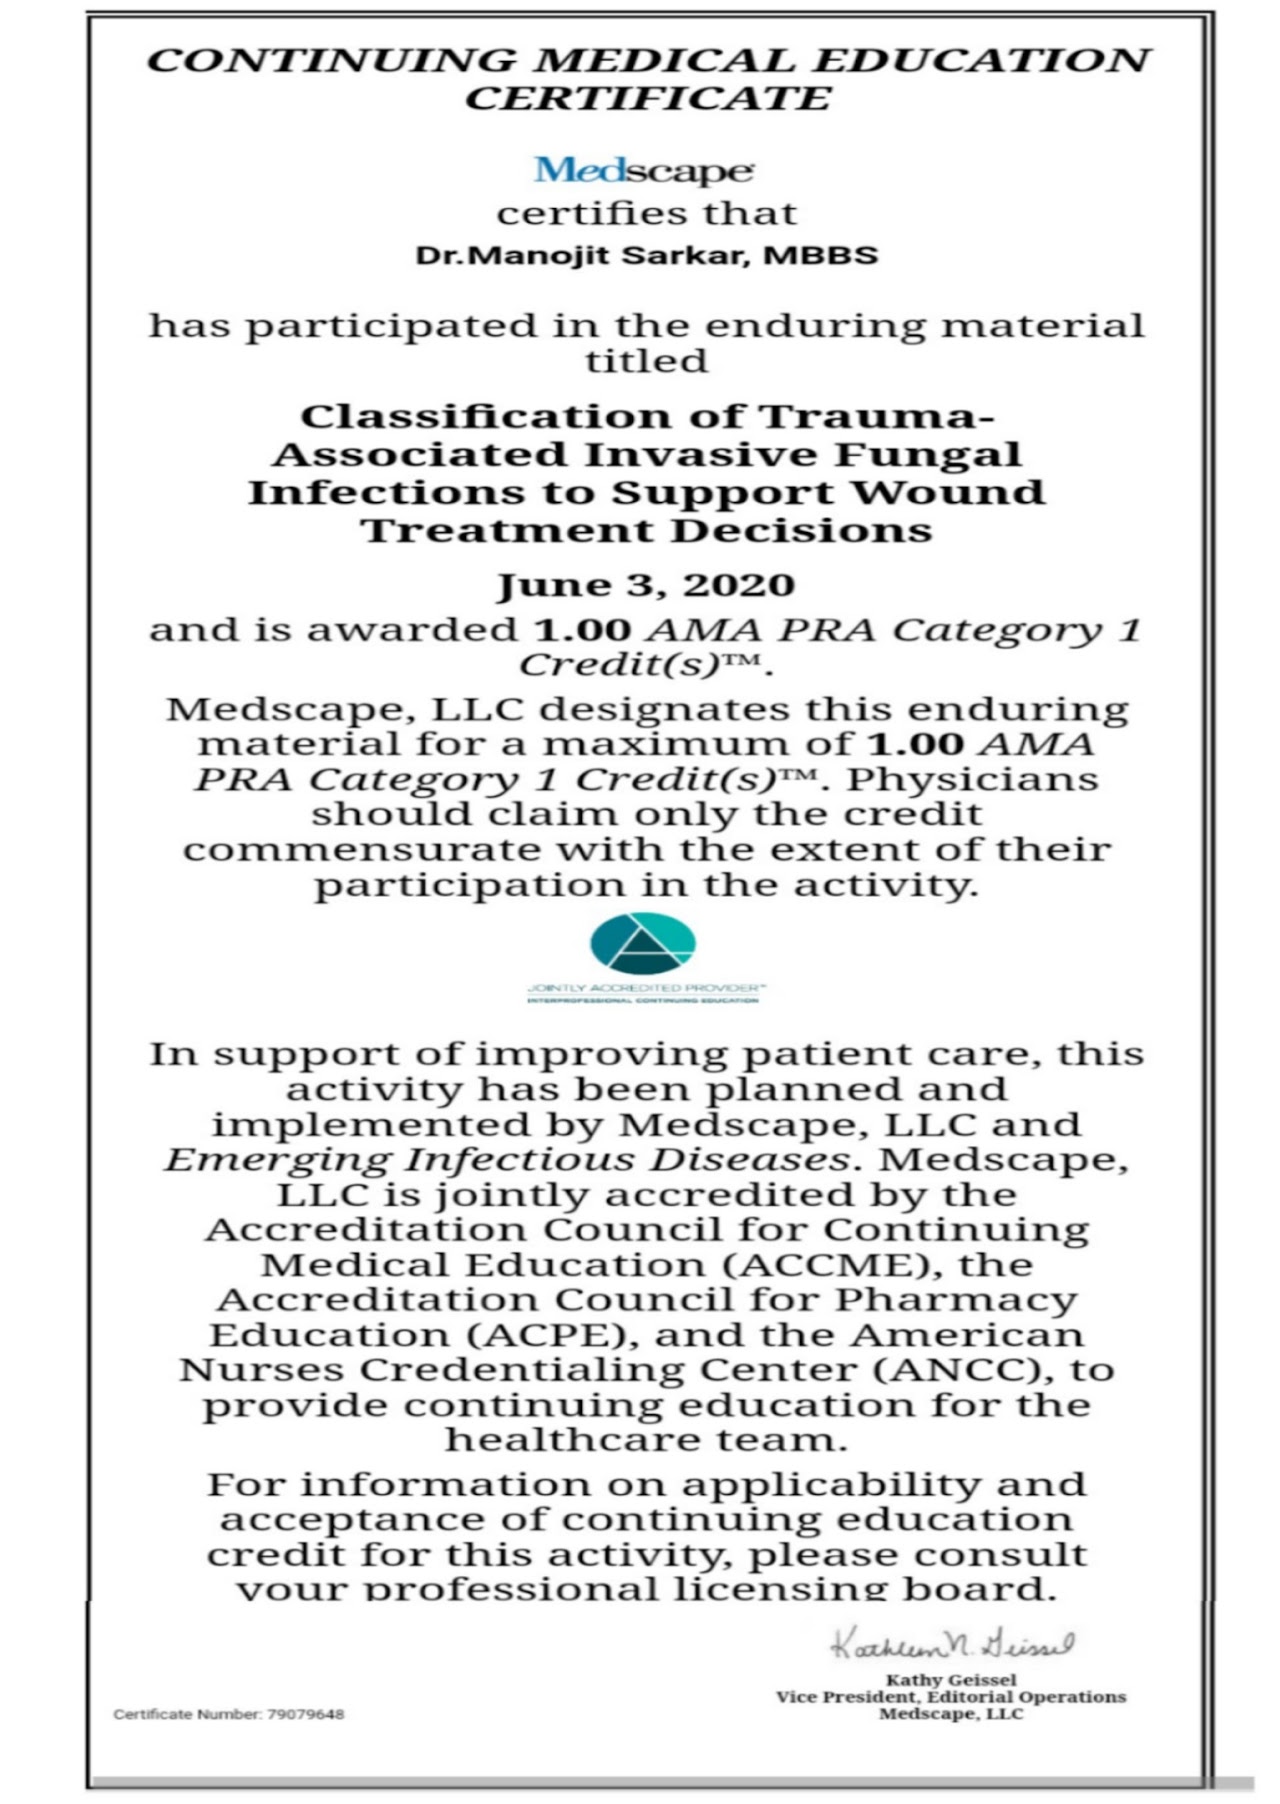 CONTINUING MEDICAL EDUCATION
CERTIFICATE
Medscape
certifies that
Dr.Manojit Sarkar, MBBS
has participated in the enduring material
titled
Classification of Trauma-
Associated Invasive Fungal
Infections to Support Wound
Treatment Decisions
June 3, 2020
and is awarded 1.00 AMA PRA Category 1
Credit(s)™.
Medscape, LLC designates this enduring
material for a maximum of 1.00 AMA
PRA Category 1 Credit(s)™. Physicians
should claim only the credit
commensurate with the extent of their
participation in the activity.
JOINTLY ACCREDITED PROVIDER™
INTERPROFESSIONAL CONTINUING EDUCATION
In support of improving patient care, this
activity has been planned and
implemented by Medscape, LLC and
Emerging Infectious Diseases. Medscape,
LLC is jointly accredited by the
Accreditation Council for Continuing
Medical Education (ACCME), the
Accreditation Council for Pharmacy
Education (ACPE), and the American
Nurses Credentialing Center (ANCC), to
provide continuing education for the
healthcare team.
For information on applicability and
acceptance of continuing education
credit for this activity, please consult
your professional licensing board.
Kathleen N. Geissel
Kathy Geissel
Vice President, Editorial Operations
Medscape, LLC
Certificate Number: 79079648